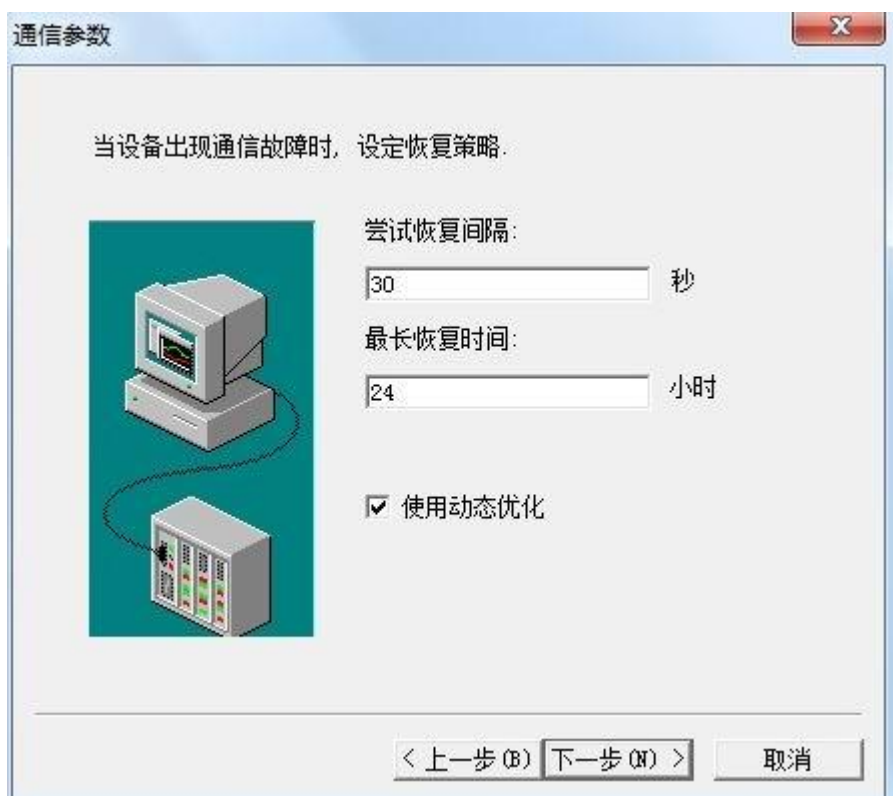 通信参数
当设备出现通信故障时, 设定恢复策略.
尝试恢复间隔:
30 秒
最长恢复时间:
24 小时
使用动态优化
< 上一步(B) 下一步(N) > 取消